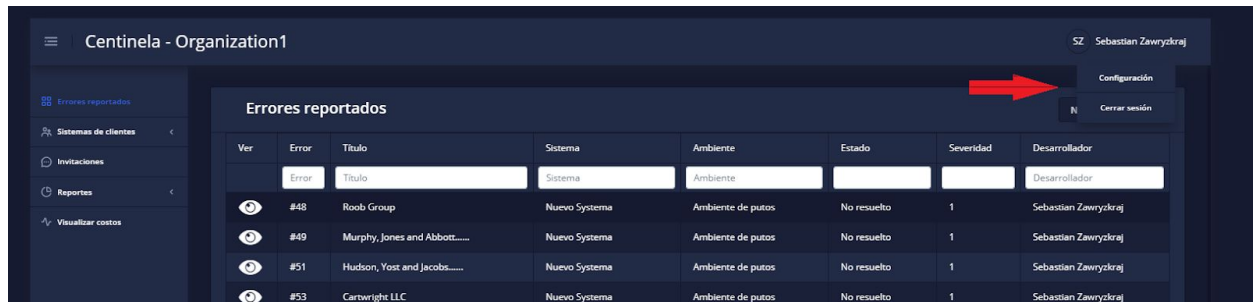 Centinela - Organization1
SZ Sebastian Zawryzkraj
Configuración
Cerrar sesión
Errores reportados
Sistemas de clientes
Invitaciones
Reportes
Visualizar costos
Errores reportados
N
Ver Error Título Sistema Ambiente Estado Severidad Desarrollador
Error Título Sistema Ambiente Desarrollador
#48 Roob Group Nuevo Systema Ambiente de putos No resuelto 1 Sebastian Zawryzkraj
#49 Murphy, Jones and Abbott...... Nuevo Systema Ambiente de putos No resuelto 1 Sebastian Zawryzkraj
#51 Hudson, Yost and Jacobs...... Nuevo Systema Ambiente de putos No resuelto 1 Sebastian Zawryzkraj
#53 Cartwright LLC Nuevo Systema Ambiente de putos No resuelto 1 Sebastian Zawryzkraj